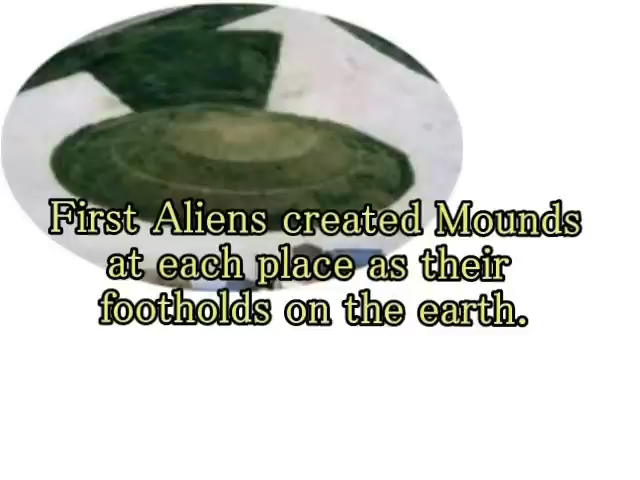 First Aliens created Mounds
at each place as their
footholds on the earth.